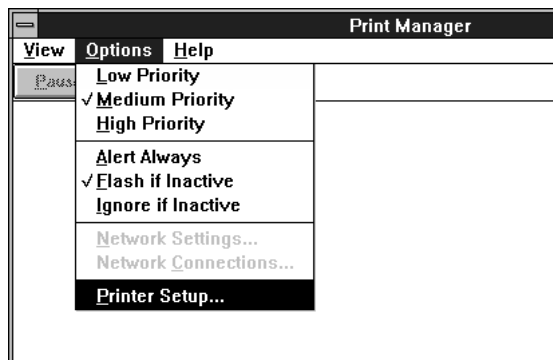 Print Manager
View Options Help
Low Priority
√ Medium Priority
High Priority
Alert Always
√ Flash if Inactive
Ignore if Inactive
Network Settings...
Network Connections...
Printer Setup...